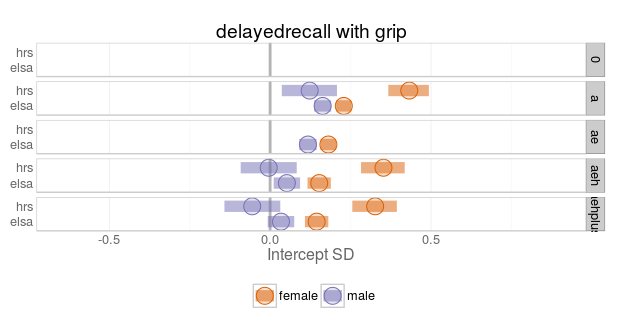 delayedrecall with grip
hrs
elsa
0
hrs
elsa
a
hrs
elsa
ae
hrs
elsa
aeh
hrs
elsa
-0.5 0.0 0.5
Intercept SD
female male